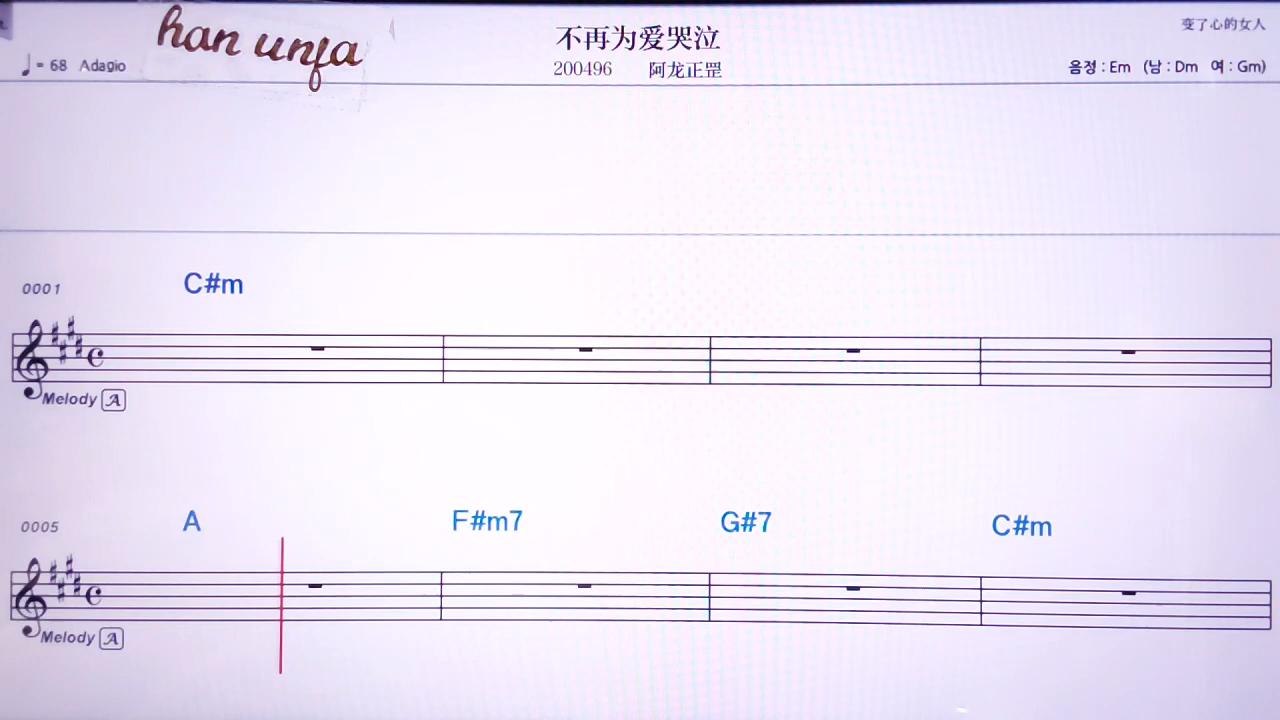 han unfa
不再为爱哭泣
变了心的女人
♩= 68 Adagio
200496 阿龙正罡
음정 : Em (남 : Dm 여 : Gm)
0001 C#m
Melody A
0005 A F#m7 G#7 C#m
Melody A